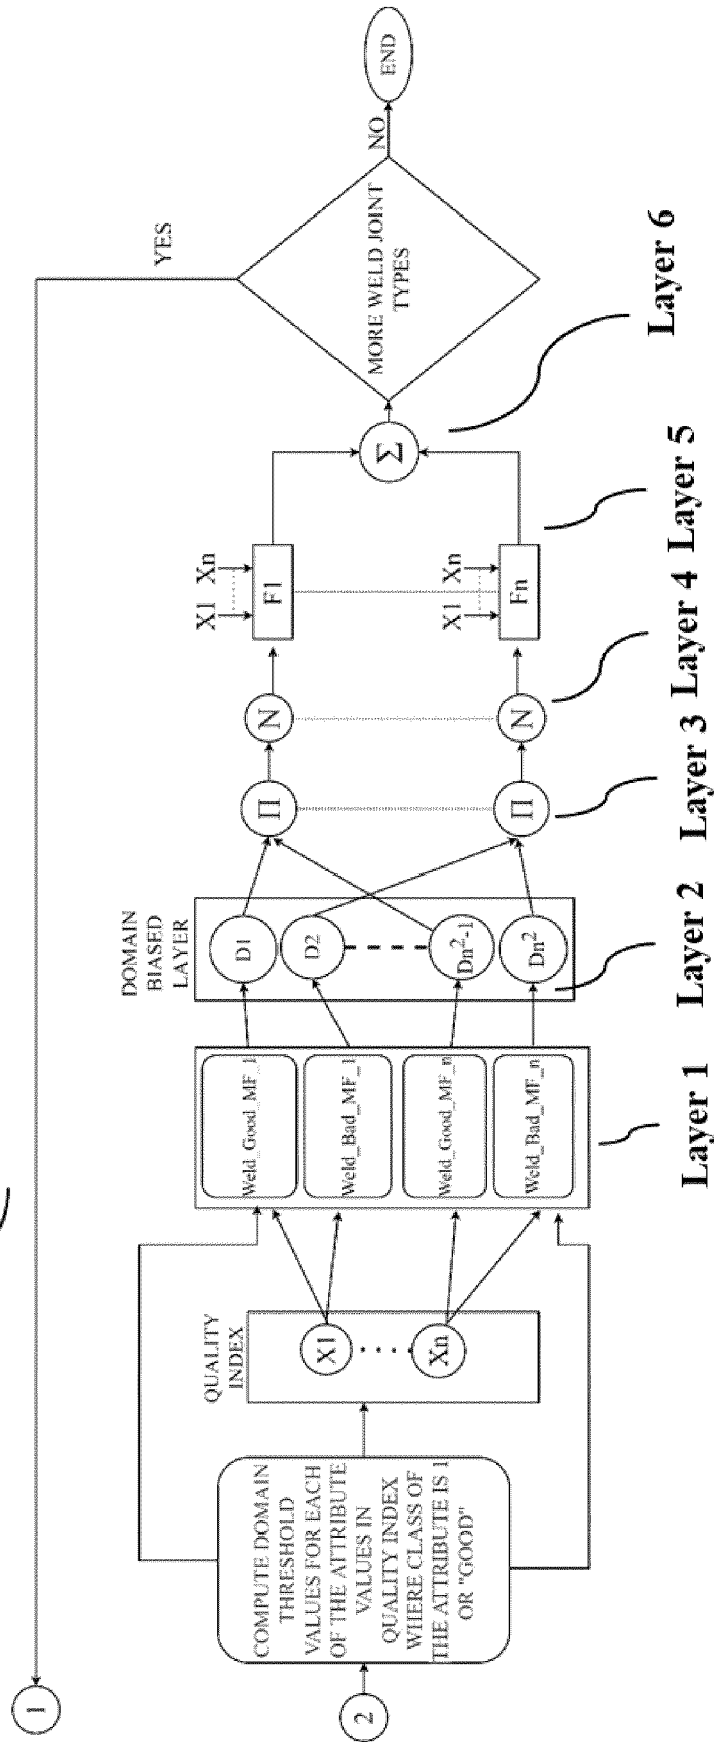 1
2
COMPUTE DOMAIN
THRESHOLD
VALUES FOR EACH
OF THE ATTRIBUTE
VALUES IN
QUALITY INDEX
WHERE CLASS OF
THE ATTRIBUTE IS 1
OR "GOOD"
QUALITY
INDEX
X1
Xn
Weld_Good_MF_1
Weld_Bad_MF_1
Weld_Good_MF_n
Weld_Bad_MF_n
Layer 1
DOMAIN
BIASED
LAYER
D1
D2
Dn²-1
Dn²
Layer 2
Π
Π
Layer 3
N
N
Layer 4
X1 Xn
F1
X1 Xn
Fn
Layer 5
Σ
Layer 6
MORE WELD JOINT
TYPES
YES
NO
END